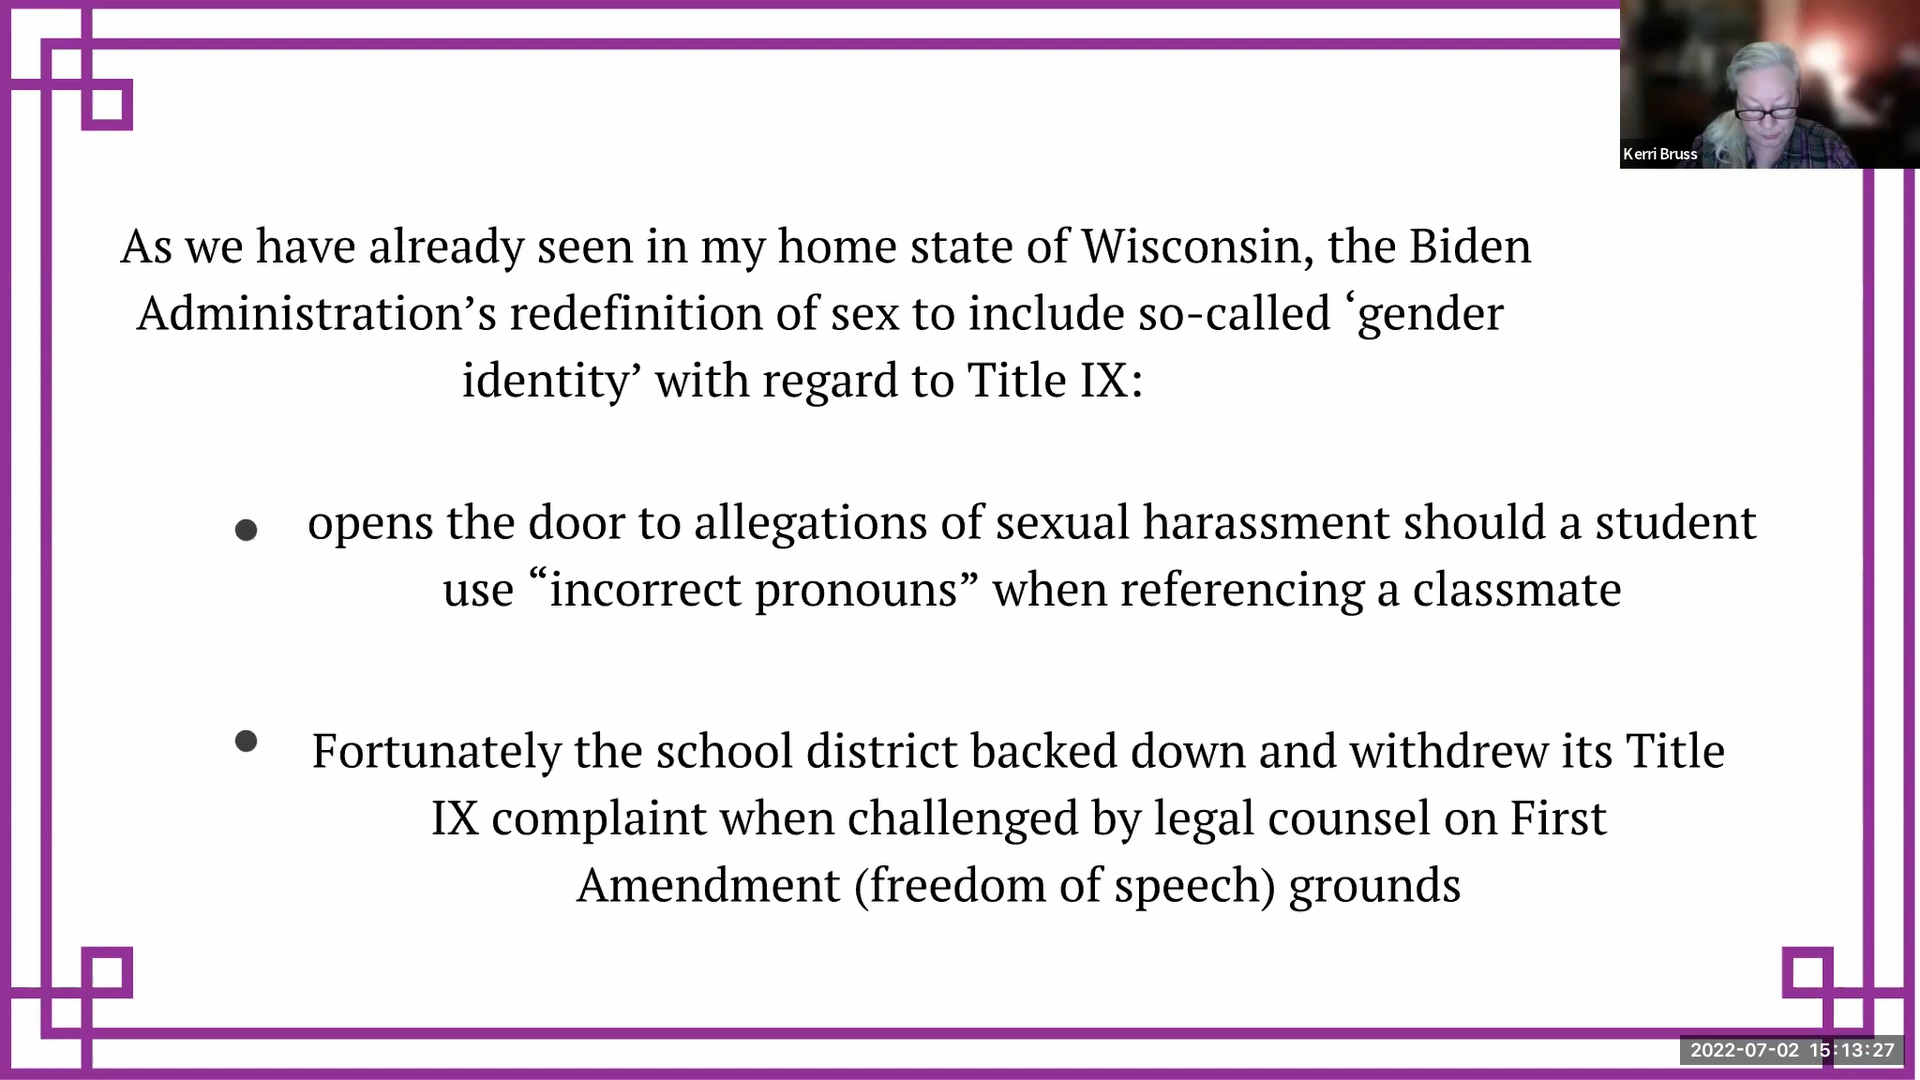 Kerri Bruss
As we have already seen in my home state of Wisconsin, the Biden
Administration’s redefinition of sex to include so-called ‘gender
identity’ with regard to Title IX:
● opens the door to allegations of sexual harassment should a student
use “incorrect pronouns” when referencing a classmate
● Fortunately the school district backed down and withdrew its Title
IX complaint when challenged by legal counsel on First
Amendment (freedom of speech) grounds
2022-07-02 15:13:27